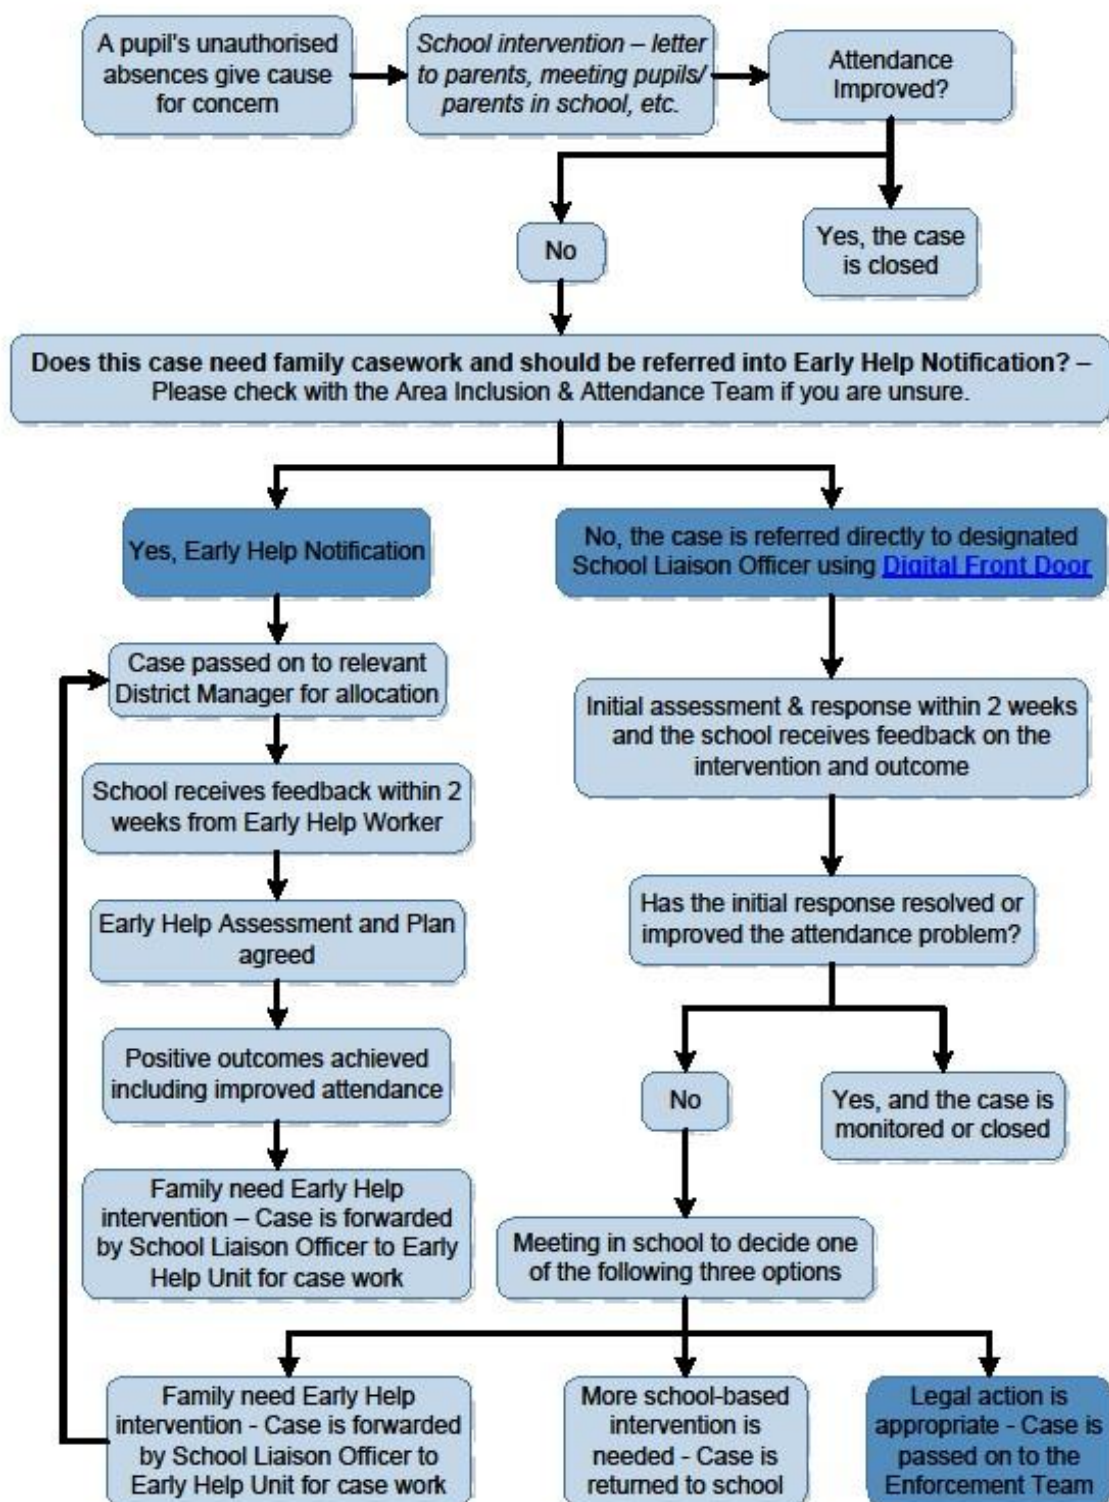 A pupil's unauthorised
absences give cause
for concern
School intervention – letter
to parents, meeting pupils/
parents in school, etc.
Attendance
Improved?
No
Yes, the case
is closed
Does this case need family casework and should be referred into Early Help Notification? –
Please check with the Area Inclusion & Attendance Team if you are unsure.
Yes, Early Help Notification
Case passed on to relevant
District Manager for allocation
School receives feedback within 2
weeks from Early Help Worker
Early Help Assessment and Plan
agreed
Positive outcomes achieved
including improved attendance
Family need Early Help
intervention – Case is forwarded
by School Liaison Officer to Early
Help Unit for case work
No, the case is referred directly to designated
School Liaison Officer using Digital Front Door
Initial assessment & response within 2 weeks
and the school receives feedback on the
intervention and outcome
Has the initial response resolved or
improved the attendance problem?
No
Yes, and the case is
monitored or closed
Meeting in school to decide one
of the following three options
Family need Early Help
intervention - Case is forwarded
by School Liaison Officer to
Early Help Unit for case work
More school-based
intervention is
needed - Case is
returned to school
Legal action is
appropriate - Case is
passed on to the
Enforcement Team